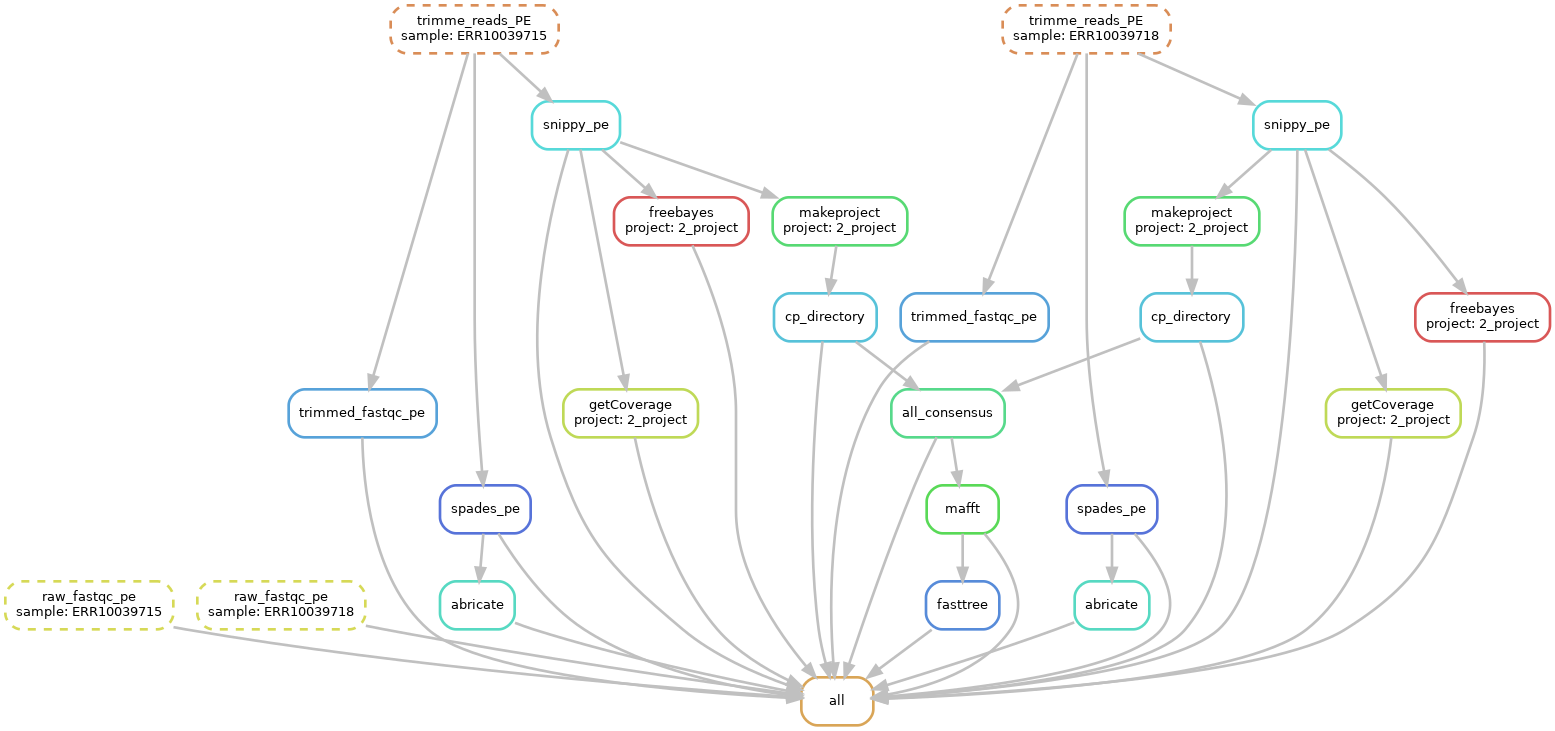 trimme_reads_PE
sample: ERR10039715
trimme_reads_PE
sample: ERR10039718
snippy_pe
snippy_pe
freebayes
project: 2_project
makeproject
project: 2_project
makeproject
project: 2_project
cp_directory
trimmed_fastqc_pe
cp_directory
freebayes
project: 2_project
trimmed_fastqc_pe
getCoverage
project: 2_project
all_consensus
getCoverage
project: 2_project
spades_pe
mafft
spades_pe
raw_fastqc_pe
sample: ERR10039715
raw_fastqc_pe
sample: ERR10039718
abricate
fasttree
abricate
all